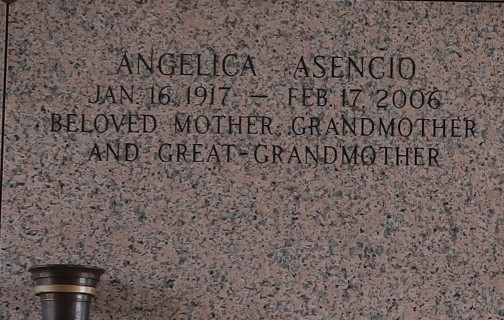 ANGELICA ASENCIO
JAN. 16, 1917 — FEB. 17, 2006
BELOVED MOTHER, GRANDMOTHER
AND GREAT-GRANDMOTHER